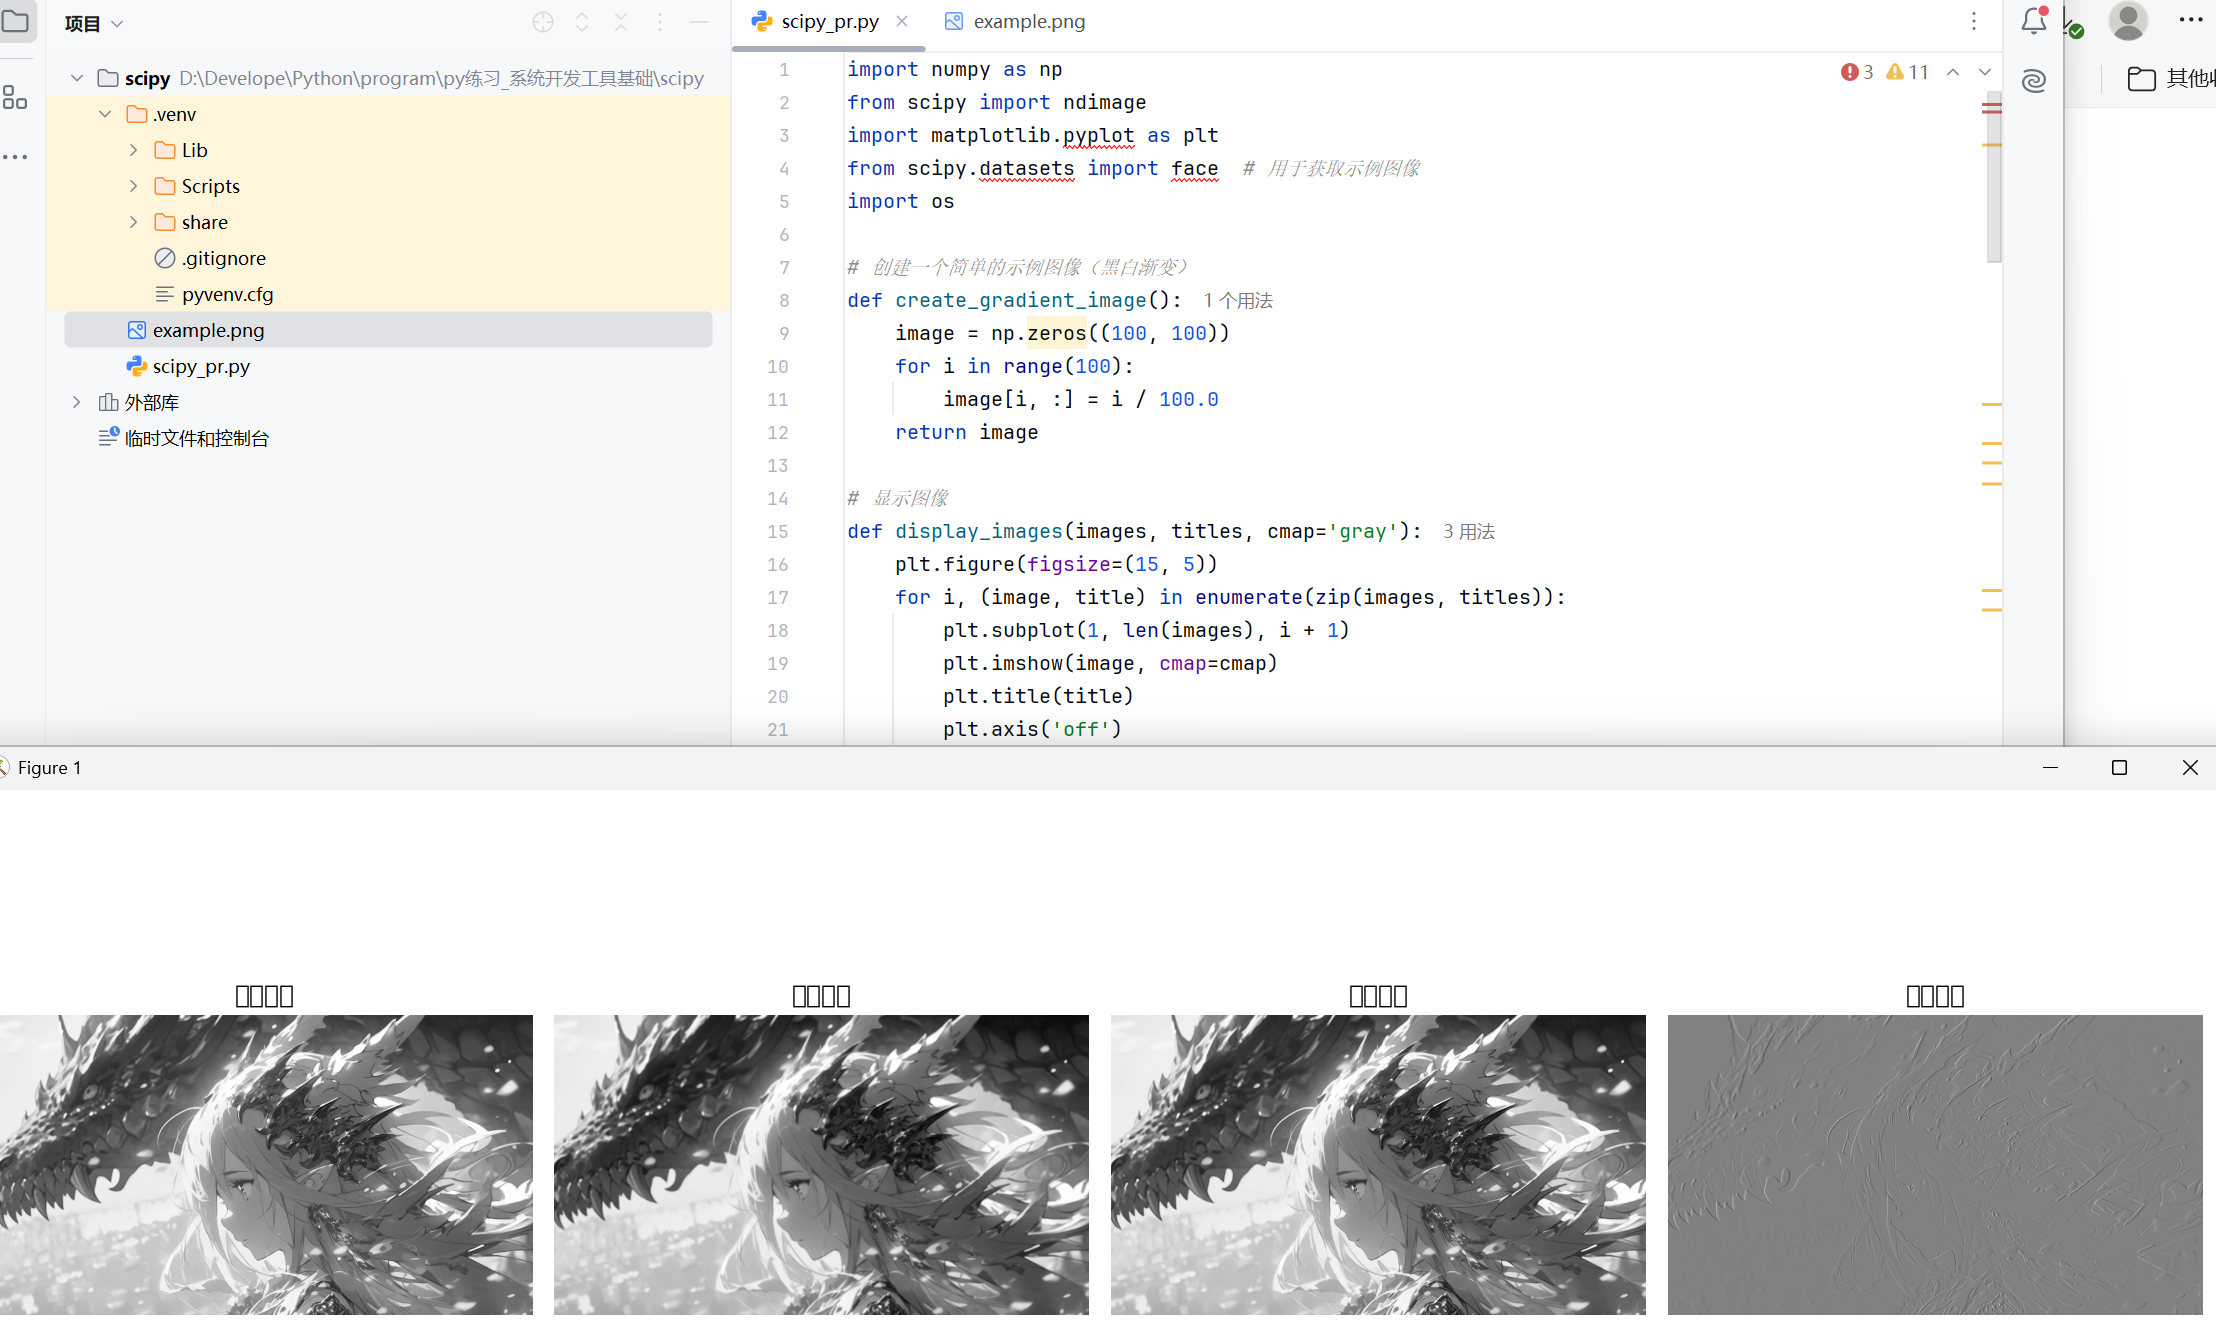 项目
scipy D:\Develope\Python\program\py练习_系统开发工具基础\scipy
.venv
Lib
Scripts
share
.gitignore
pyvenv.cfg
example.png
scipy_pr.py
外部库
临时文件和控制台
scipy_pr.py
example.png
3 11
其他
1 import numpy as np
2 from scipy import ndimage
3 import matplotlib.pyplot as plt
4 from scipy.datasets import face  # 用于获取示例图像
5 import os
6
7 # 创建一个简单的示例图像（黑白渐变）
8 def create_gradient_image(): 1 个用法
9     image = np.zeros((100, 100))
10     for i in range(100):
11         image[i, :] = i / 100.0
12     return image
13
14 # 显示图像
15 def display_images(images, titles, cmap='gray'): 3 用法
16     plt.figure(figsize=(15, 5))
17     for i, (image, title) in enumerate(zip(images, titles)):
18         plt.subplot(1, len(images), i + 1)
19         plt.imshow(image, cmap=cmap)
20         plt.title(title)
21         plt.axis('off')
Figure 1